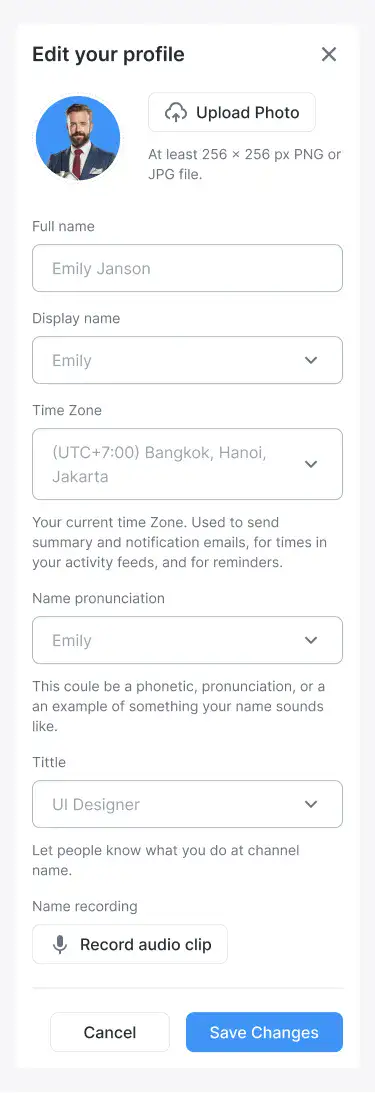 Edit your profile
Upload Photo
At least 256 × 256 px PNG or
JPG file.
Full name
Emily Janson
Display name
Emily
Time Zone
(UTC+7:00) Bangkok, Hanoi,
Jakarta
Your current time Zone. Used to send
summary and notification emails, for times in
your activity feeds, and for reminders.
Name pronunciation
Emily
This coule be a phonetic, pronunciation, or a
an example of something your name sounds
like.
Tittle
UI Designer
Let people know what you do at channel
name.
Name recording
Record audio clip
Cancel
Save Changes